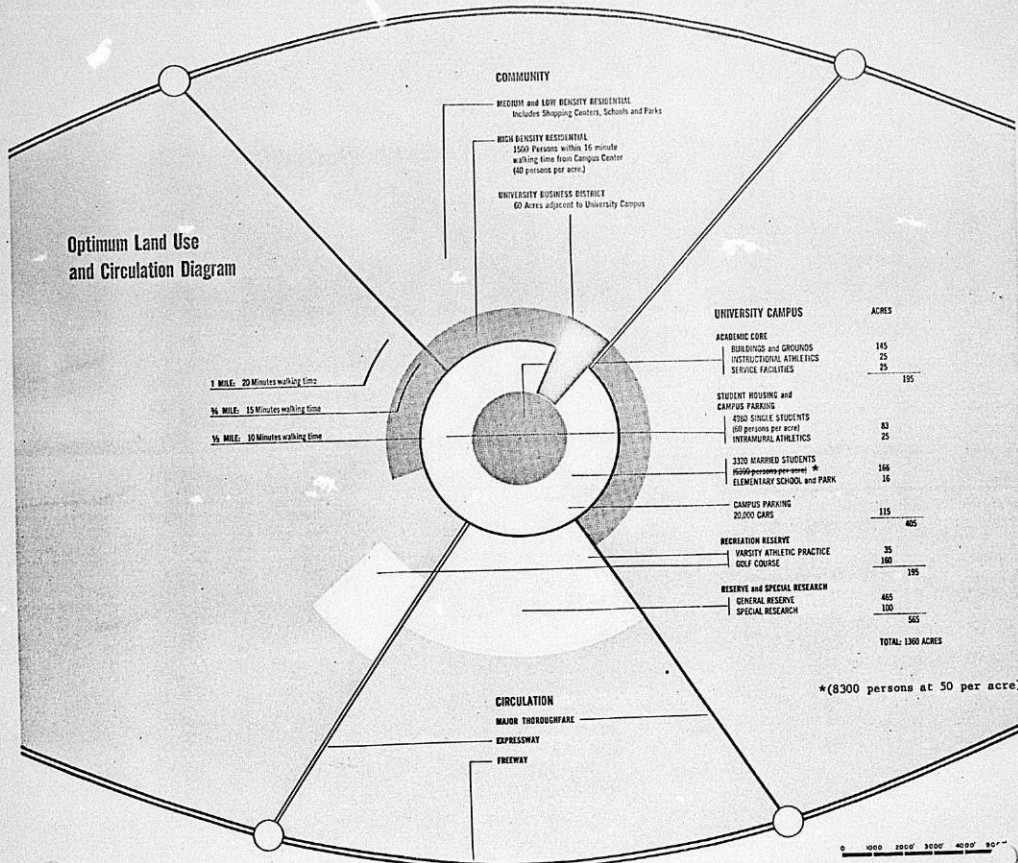 COMMUNITY
MEDIUM and LOW DENSITY RESIDENTIAL
Includes Shopping Centers, Schools and Parks
HIGH DENSITY RESIDENTIAL
1500 Persons within 16 minute
walking time from Campus Center
(40 persons per acre.)
UNIVERSITY BUSINESS DISTRICT
60 Acres adjacent to University Campus
Optimum Land Use
and Circulation Diagram
1 MILE: 20 Minutes walking time
¾ MILE: 15 Minutes walking time
½ MILE: 10 Minutes walking time
UNIVERSITY CAMPUS ACRES
ACADEMIC CORE
BUILDINGS and GROUNDS 145
INSTRUCTIONAL ATHLETICS 25
SERVICE FACILITIES 25
195
STUDENT HOUSING and
CAMPUS PARKING
4980 SINGLE STUDENTS
(60 persons per acre) 83
INTRAMURAL ATHLETICS 25
3320 MARRIED STUDENTS
(6300 persons per acre) * 166
ELEMENTARY SCHOOL and PARK 16
CAMPUS PARKING
20,000 CARS 115
405
RECREATION RESERVE
VARSITY ATHLETIC PRACTICE 35
GOLF COURSE 160
195
RESERVE and SPECIAL RESEARCH
GENERAL RESERVE 465
SPECIAL RESEARCH 100
565
TOTAL: 1360 ACRES
*(8300 persons at 50 per acre)
CIRCULATION
MAJOR THOROUGHFARE
EXPRESSWAY
FREEWAY
0 1000 2000' 3000' 4000'